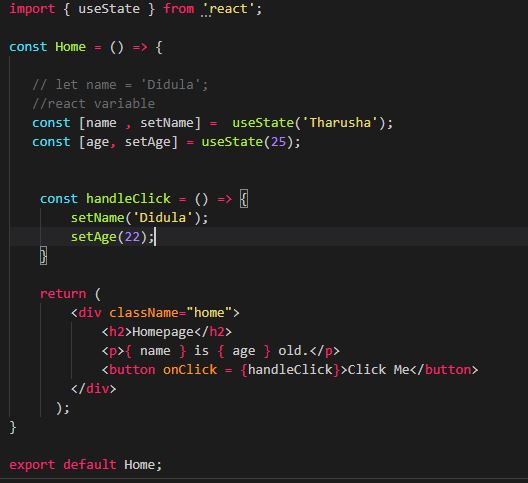 import { useState } from 'react';
const Home = () => {
// let name = 'Didula';
//react variable
const [name , setName] =  useState('Tharusha');
const [age, setAge] = useState(25);
const handleClick = () => {
setName('Didula');
setAge(22);
}
return (
<div className="home">
<h2>Homepage</h2>
<p>{ name } is { age } old.</p>
<button onClick = {handleClick}>Click Me</button>
</div>
);
}
export default Home;